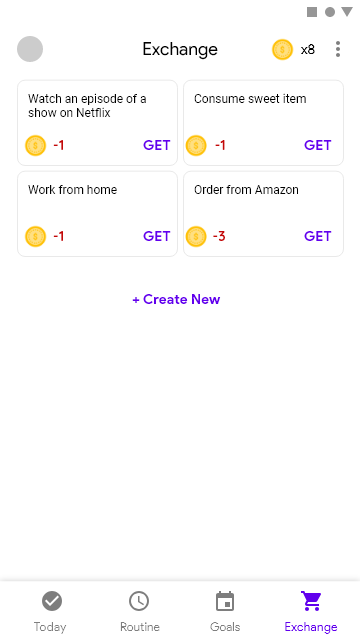 Exchange
x8
Watch an episode of a
show on Netflix
-1
GET
Consume sweet item
-1
GET
Work from home
-1
GET
Order from Amazon
-3
GET
+ Create New
Today
Routine
Goals
Exchange